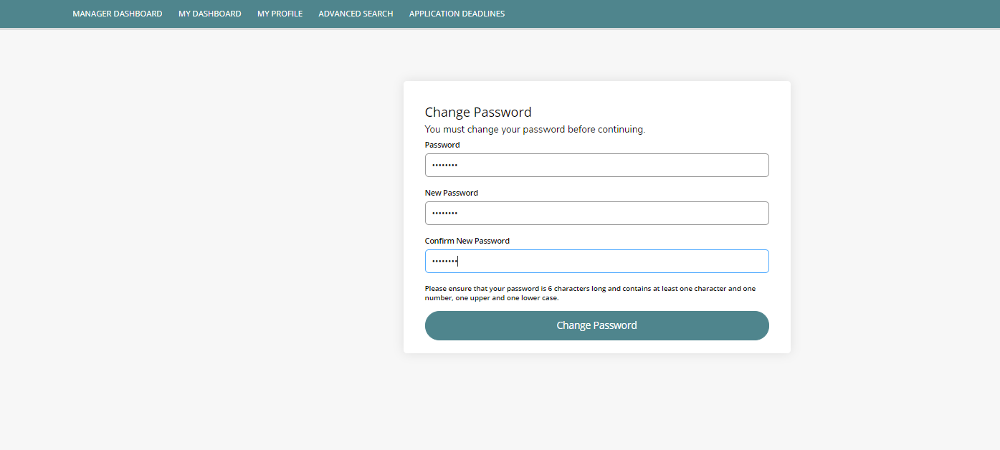 MANAGER DASHBOARD MY DASHBOARD MY PROFILE ADVANCED SEARCH APPLICATION DEADLINES
Change Password
You must change your password before continuing.
Password
••••••••
New Password
••••••••
Confirm New Password
••••••••
Please ensure that your password is 6 characters long and contains at least one character and one
number, one upper and one lower case.
Change Password